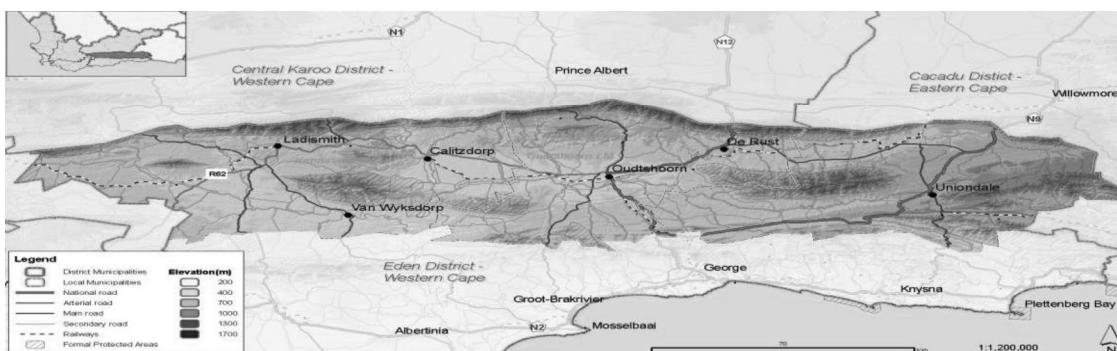 N1
N12
Central Karoo District -
Western Cape
Prince Albert
Cacadu District -
Eastern Cape
Willowmore
N9
Ladismith
Calitzdorp
De Rust
R62
Oudtshoorn
Uniondale
Van Wyksdorp
Legend
District Municipalities
Local Municipalities
National road
Arterial road
Main road
Secondary road
Railways
Formal Protected Areas
Elevation(m)
200
400
700
1000
1300
1700
Eden District -
Western Cape
George
Knysna
Groot-Brakrivier
Plettenberg Bay
Albertinia
N2
Mosselbaai
70
km
1:1,200,000
N